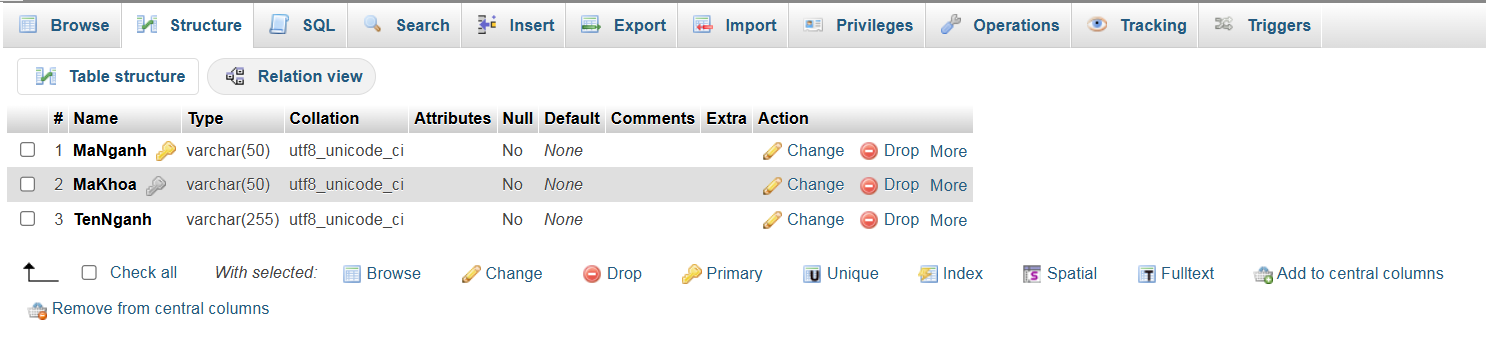 Browse Structure SQL Search Insert Export Import Privileges Operations Tracking Triggers
Table structure Relation view
# Name Type Collation Attributes Null Default Comments Extra Action
1 MaNganh varchar(50) utf8_unicode_ci No None Change Drop More
2 MaKhoa varchar(50) utf8_unicode_ci No None Change Drop More
3 TenNganh varchar(255) utf8_unicode_ci No None Change Drop More
Check all With selected: Browse Change Drop Primary U Unique Index S Spatial T Fulltext Add to central columns
Remove from central columns